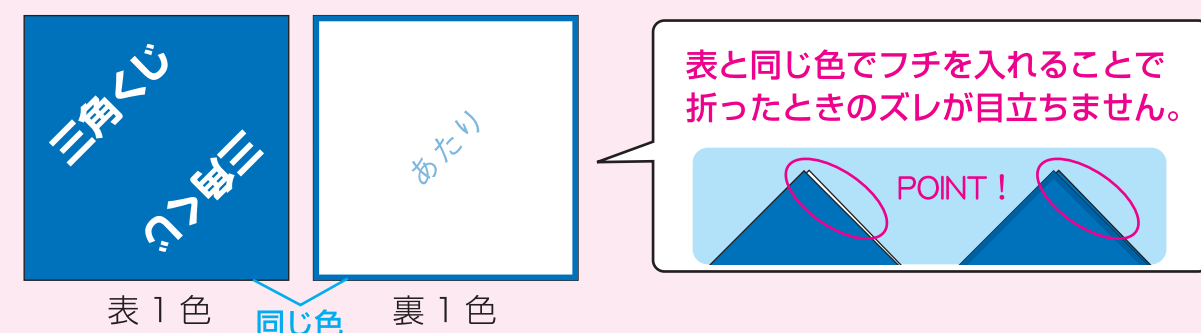 三角くじ
三角くじ
あたり
表1色
同じ色
裏1色
表と同じ色でフチを入れることで
折ったときのズレが目立ちません。
POINT！